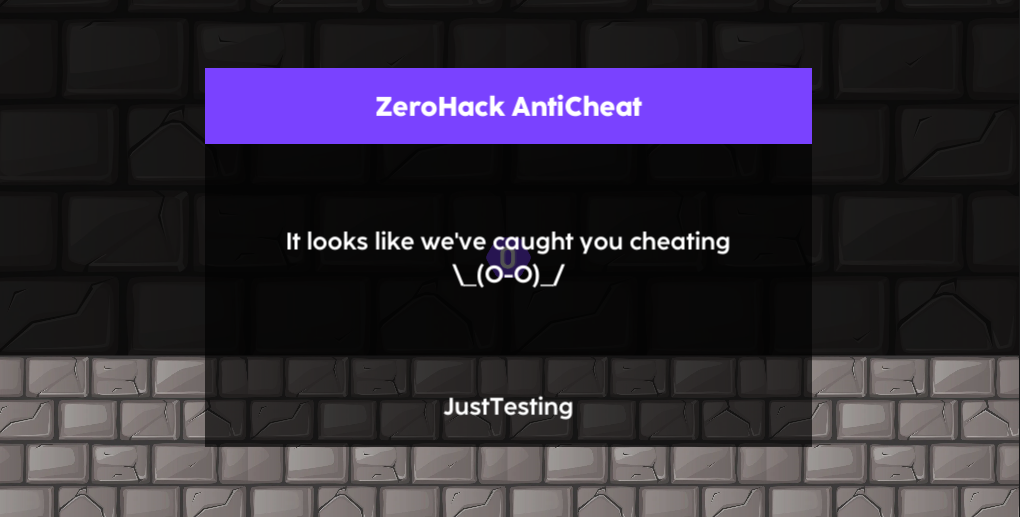 ZeroHack AntiCheat
It looks like we've caught you cheating
\_(O-O)_/
JustTesting